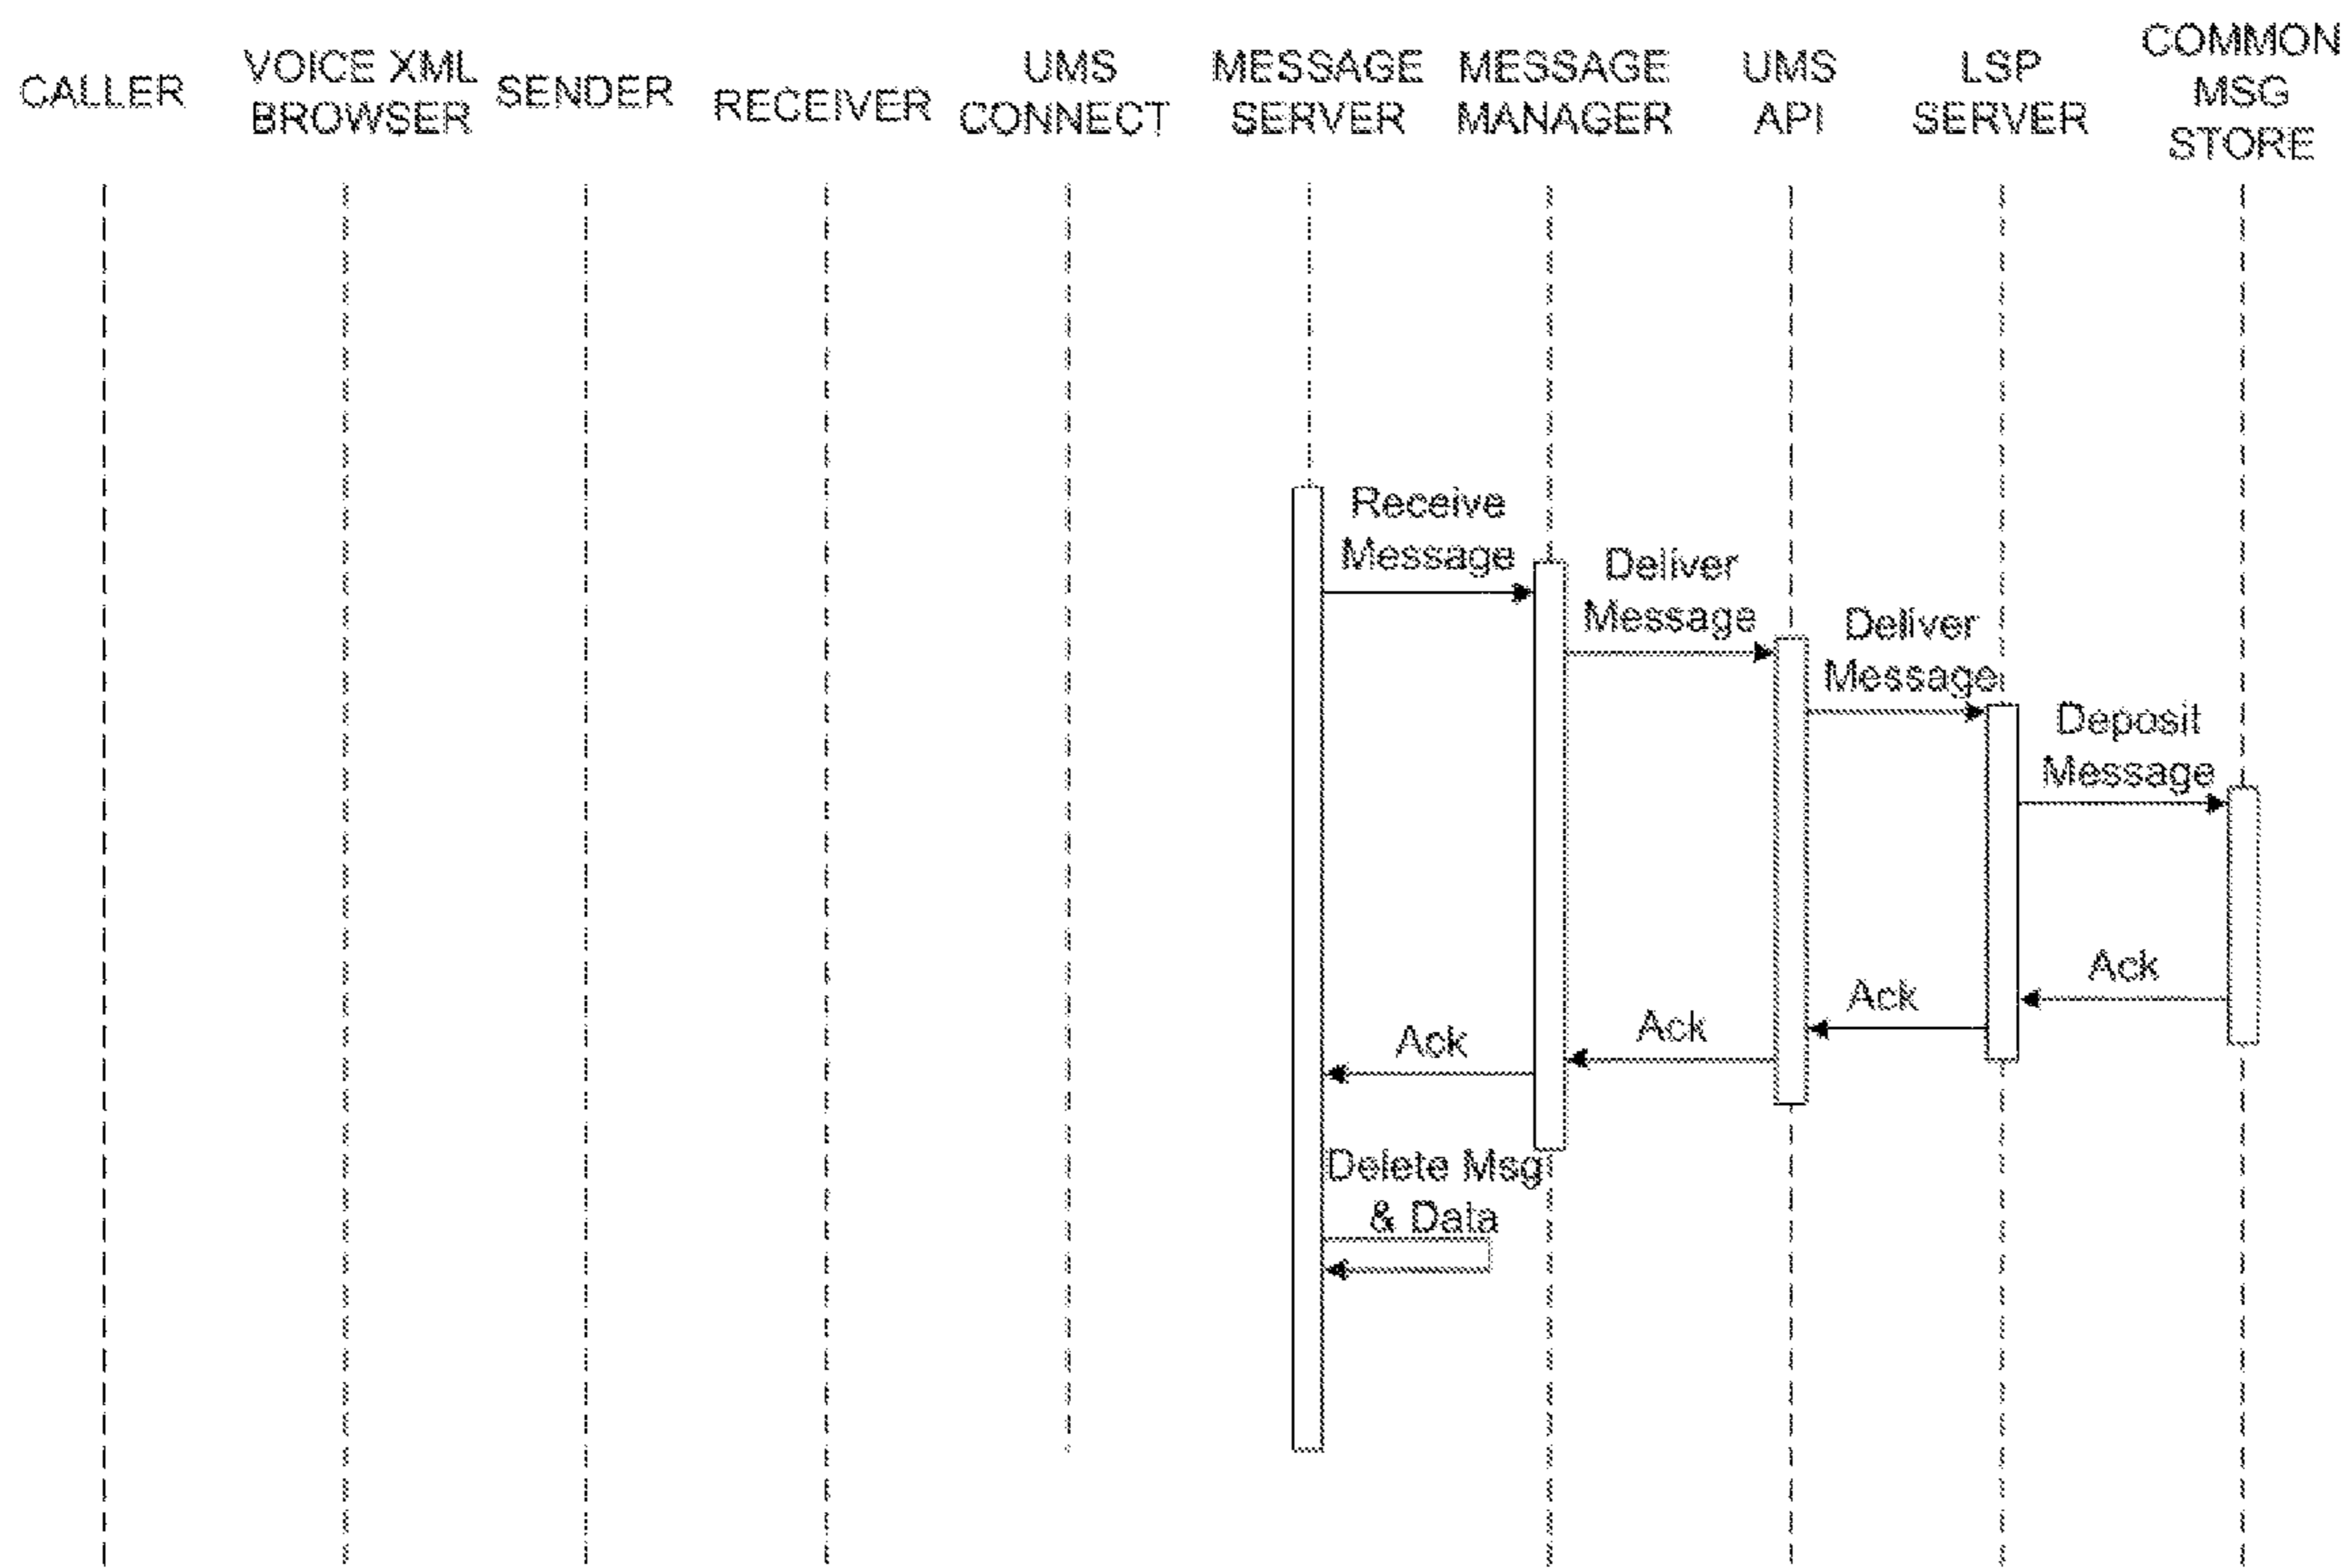 CALLER
VOICE XML
BROWSER
SENDER
RECEIVER
UMS
CONNECT
MESSAGE
SERVER
MESSAGE
MANAGER
UMS
API
LSP
SERVER
COMMON
MSG
STORE
Receive
Message
Deliver
Message
Deliver
Message
Deposit
Message
Ack
Ack
Ack
Ack
Delete Msg
& Data